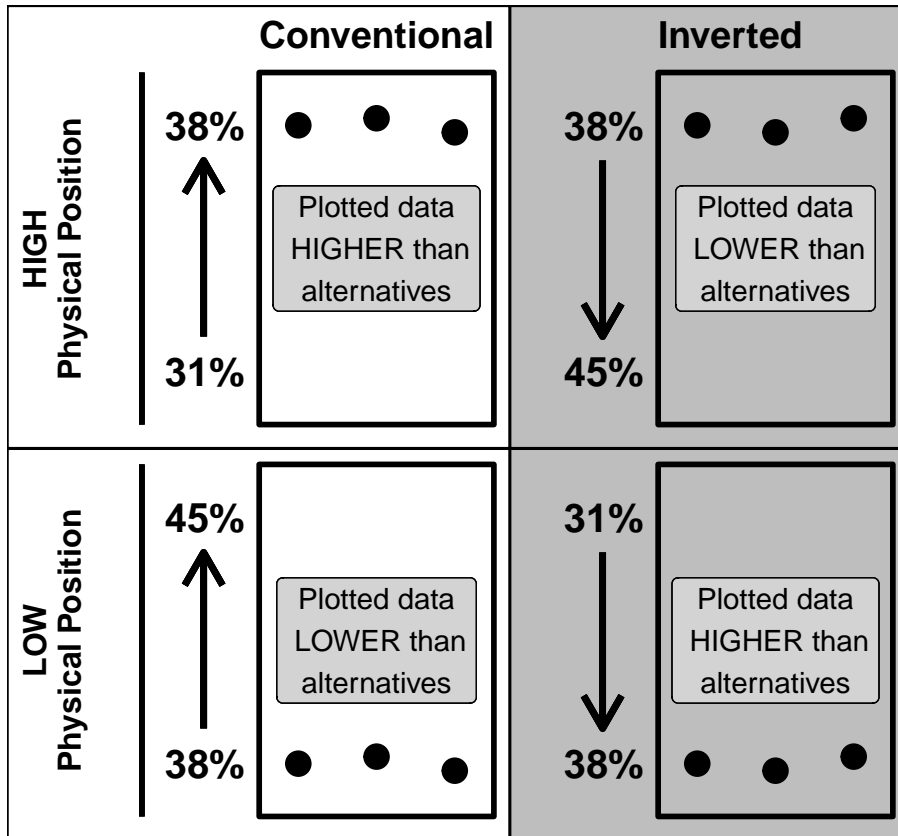 Conventional
Inverted
HIGH
Physical Position
38%
31%
Plotted data
HIGHER than
alternatives
38%
45%
Plotted data
LOWER than
alternatives
LOW
Physical Position
45%
38%
Plotted data
LOWER than
alternatives
31%
38%
Plotted data
HIGHER than
alternatives